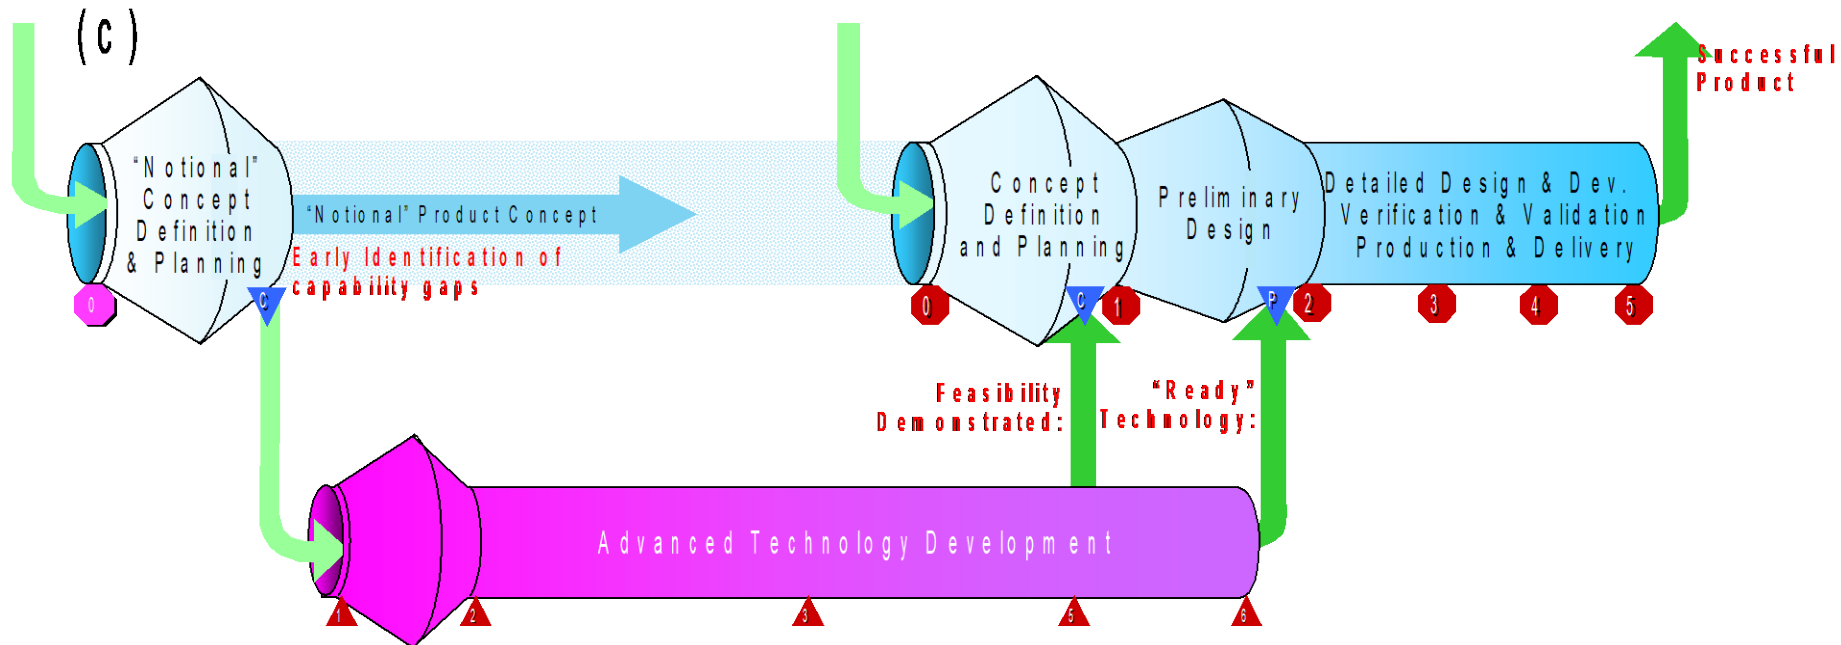 (c)
Successful
Product
"Notional"
Concept
Definition
& Planning
"Notional" Product Concept
Early Identification of
capability gaps
Concept
Definition
and Planning
Preliminary
Design
Detailed Design & Dev.
Verification & Validation
Production & Delivery
0
C
0
C
1
P
2
3
4
5
Feasibility
Demonstrated:
"Ready"
Technology:
Advanced Technology Development
1
2
3
5
6